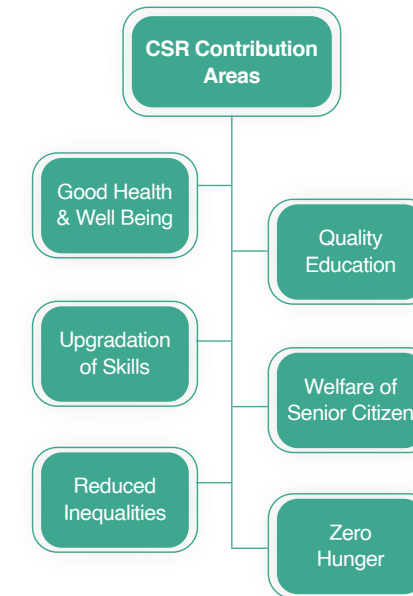 CSR Contribution
Areas
Good Health
& Well Being
Quality
Education
Upgradation
of Skills
Welfare of
Senior Citizen
Reduced
Inequalities
Zero
Hunger